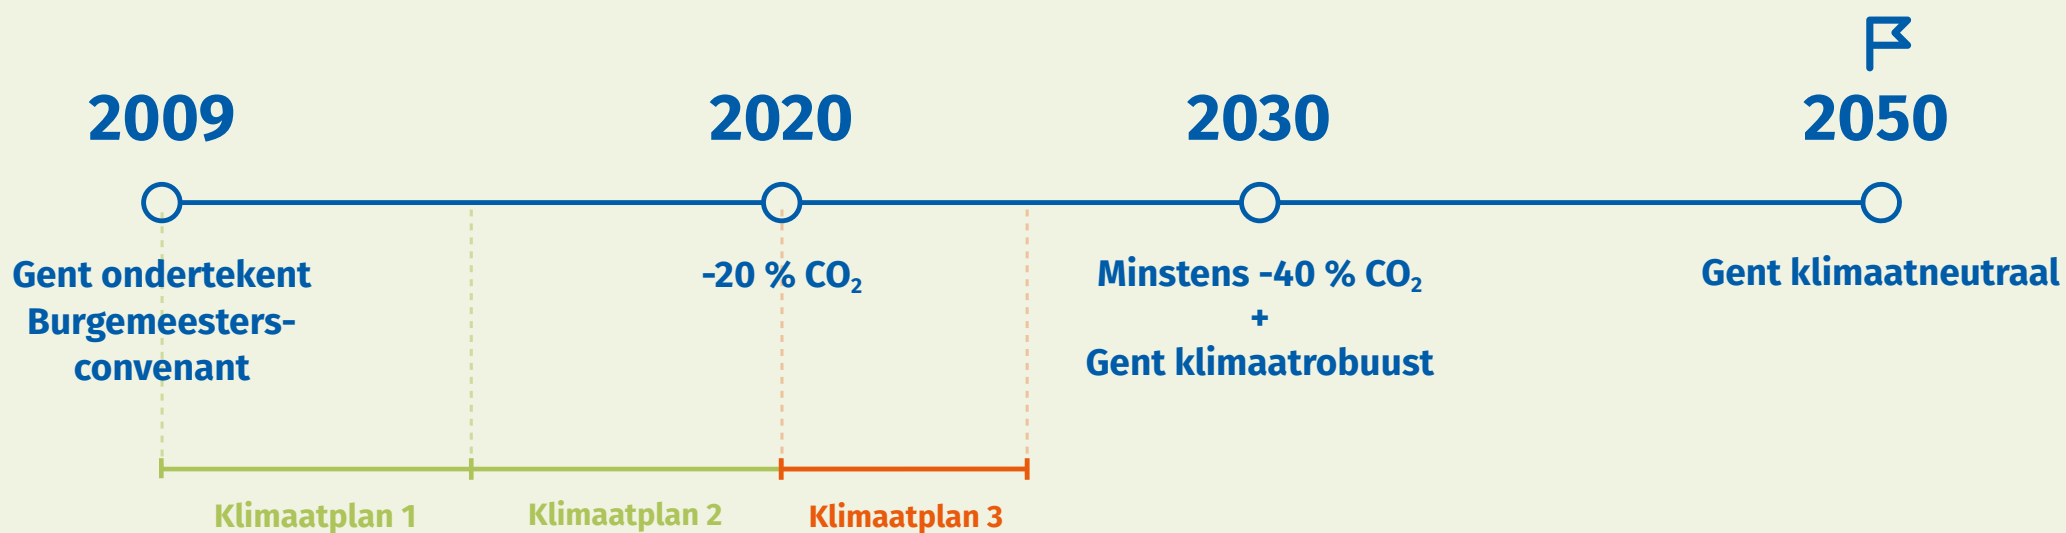 2009
2020
2030
2050
Gent ondertekent
Burgemeesters-
convenant
-20 % CO₂
Minstens -40 % CO₂
+
Gent klimaatrobuust
Gent klimaatneutraal
Klimaatplan 1
Klimaatplan 2
Klimaatplan 3